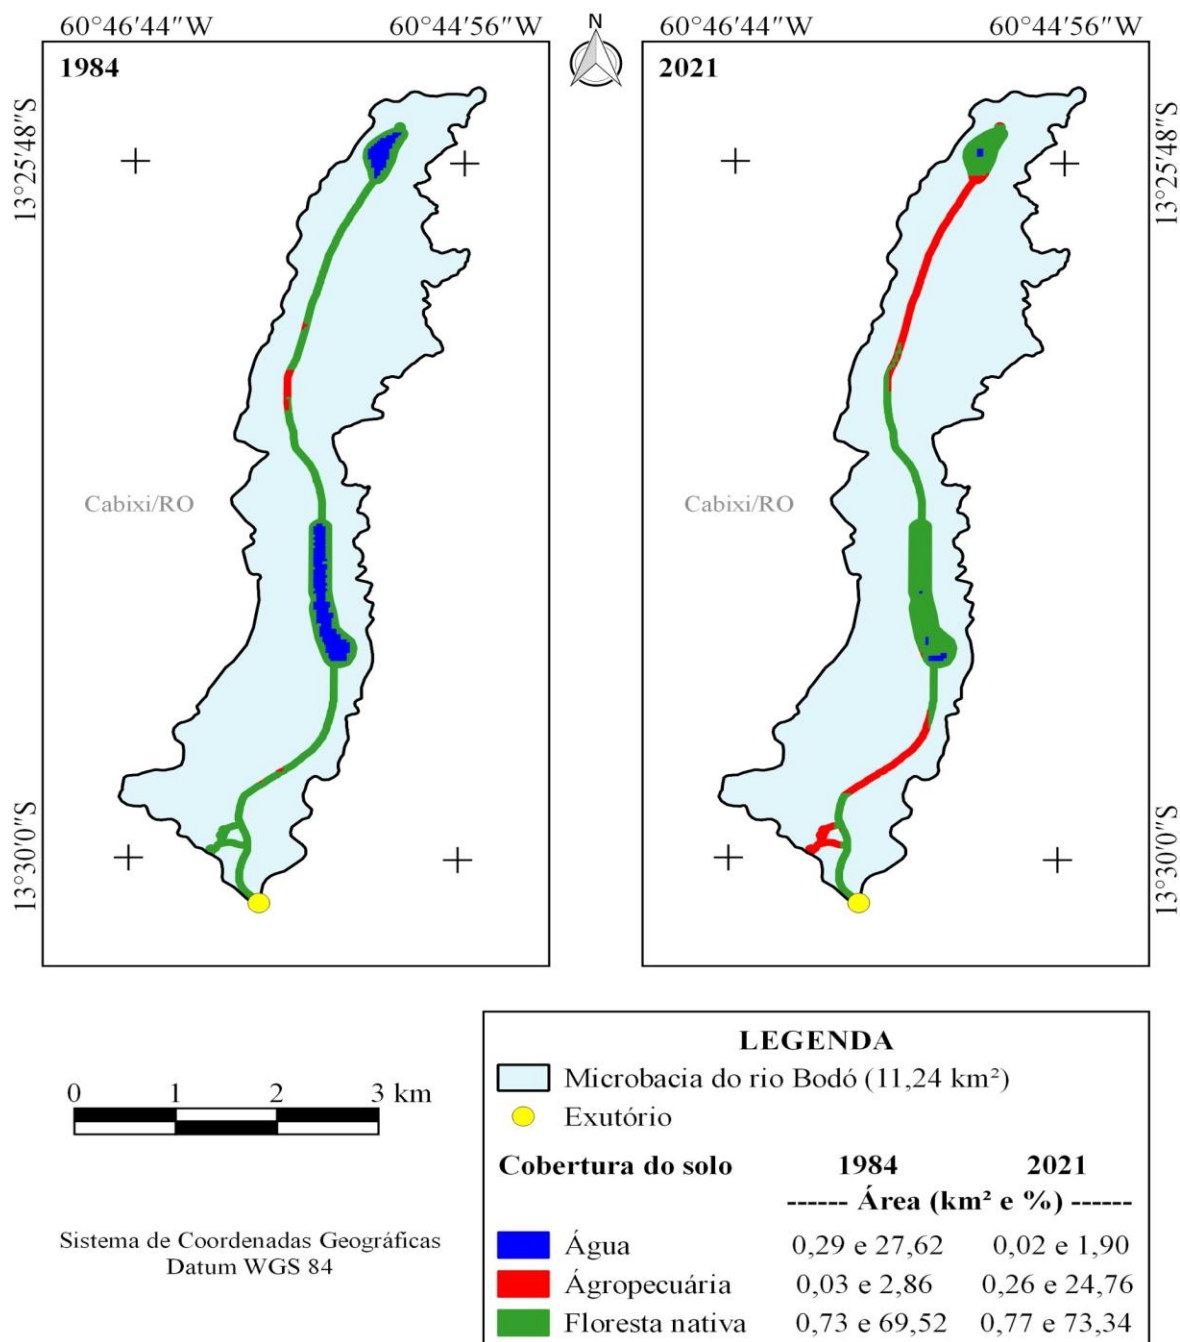 60°46'44"W 60°44'56"W N 60°46'44"W 60°44'56"W
1984 2021
13°25'48"S 13°25'48"S
Cabixi/RO Cabixi/RO
13°30'0"S 13°30'0"S
LEGENDA
Microbacia do rio Bodó (11,24 km²)
Exutório
0 1 2 3 km
Cobertura do solo 1984 2021
------ Área (km² e %) ------
Sistema de Coordenadas Geográficas
Datum WGS 84
Água 0,29 e 27,62 0,02 e 1,90
Ágropecuária 0,03 e 2,86 0,26 e 24,76
Floresta nativa 0,73 e 69,52 0,77 e 73,34